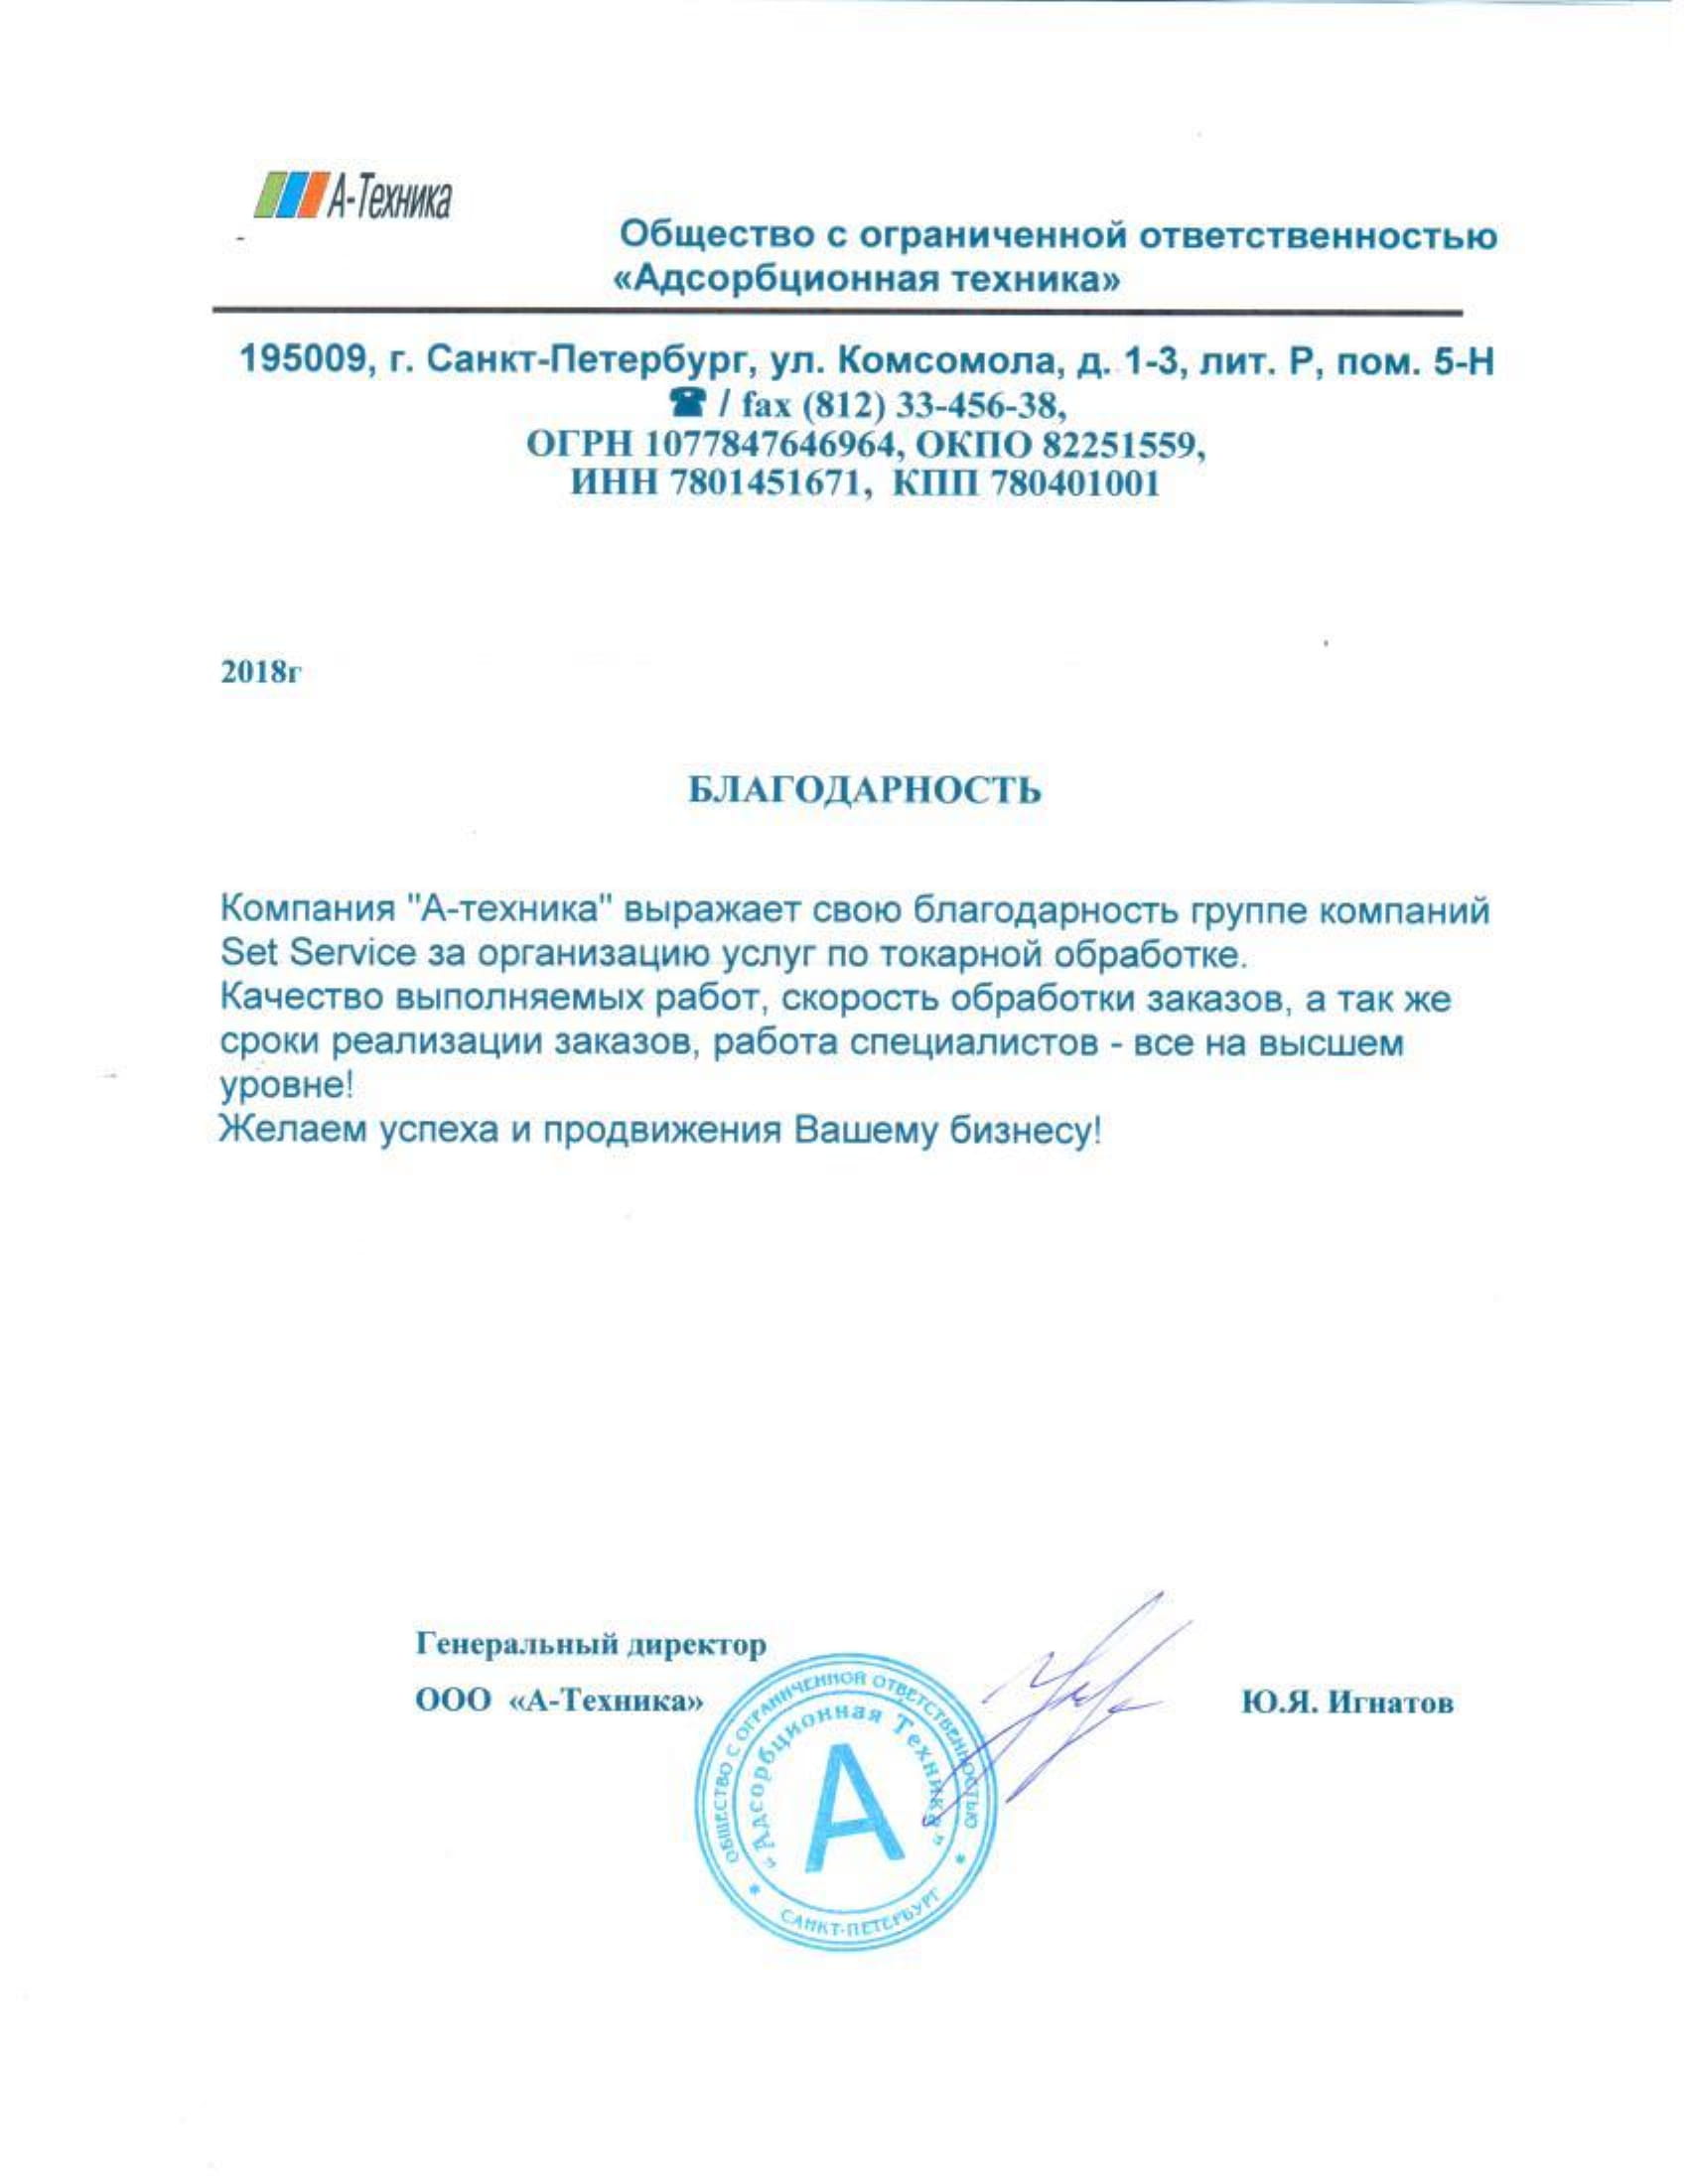 А-Техника
Общество с ограниченной ответственностью
«Адсорбционная техника»
195009, г. Санкт-Петербург, ул. Комсомола, д. 1-3, лит. Р, пом. 5-Н
☎ / fax (812) 33-456-38,
ОГРН 1077847646964, ОКПО 82251559,
ИНН 7801451671, КПП 780401001
2018г
БЛАГОДАРНОСТЬ
Компания "А-техника" выражает свою благодарность группе компаний
Set Service за организацию услуг по токарной обработке.
Качество выполняемых работ, скорость обработки заказов, а так же
сроки реализации заказов, работа специалистов - все на высшем
уровне!
Желаем успеха и продвижения Вашему бизнесу!
Генеральный директор
ООО «А-Техника»
Ю.Я. Игнатов
ОБЩЕСТВО С ОГРАНИЧЕННОЙ ОТВЕТСТВЕННОСТЬЮ
"Адсорбционная Техника"
А
* САНКТ-ПЕТЕРБУРГ *